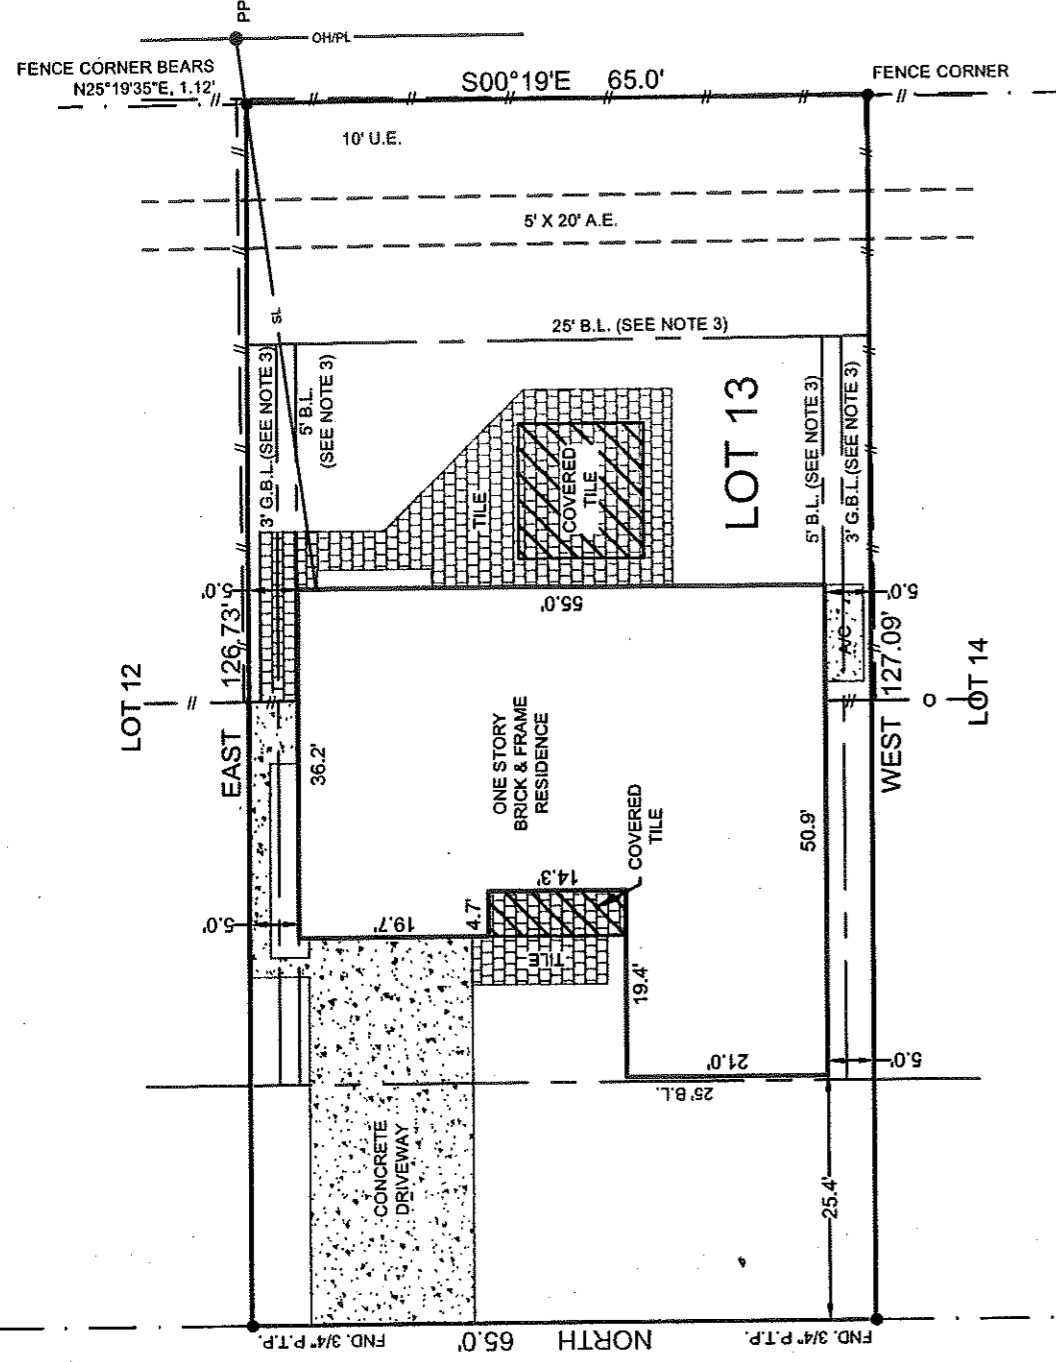 PP
OH/PL
FENCE CORNER BEARS
N25°19'35"E, 1.12'
S00°19'E 65.0'
FENCE CORNER
10' U.E.
5' X 20' A.E.
SL
25' B.L. (SEE NOTE 3)
3' G.B.L.(SEE NOTE 3)
5' B.L.
(SEE NOTE 3)
TILE
COVERED
TILE
LOT 13
5' B.L.(SEE NOTE 3)
3' G.B.L.(SEE NOTE 3)
5.0'
55.0'
5.0'
LOT 12
EAST 126.73'
A/C
WEST 127.09'
LOT 14
36.2'
ONE STORY
BRICK & FRAME
RESIDENCE
COVERED
TILE
50.9'
14.3'
4.7'
5.0'
19.7'
TILE
19.4'
21.0'
5.0'
25' B.L.
CONCRETE
DRIVEWAY
25.4'
FND. 3/4" P.T.P.
NORTH 65.0'
FND. 3/4" P.T.P.